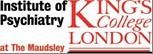 Institute of
Psychiatry
at The Maudsley
KING'S
College
LONDON